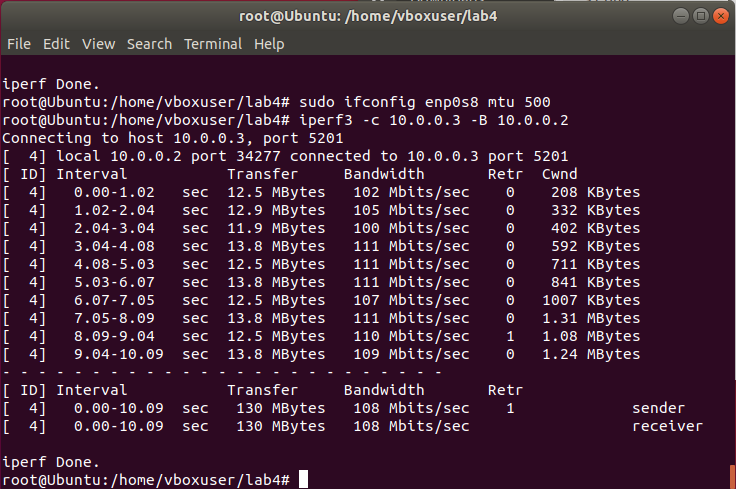 root@Ubuntu: /home/vboxuser/lab4
File Edit View Search Terminal Help
iperf Done.
root@Ubuntu:/home/vboxuser/lab4# sudo ifconfig enp0s8 mtu 500
root@Ubuntu:/home/vboxuser/lab4# iperf3 -c 10.0.0.3 -B 10.0.0.2
Connecting to host 10.0.0.3, port 5201
[  4] local 10.0.0.2 port 34277 connected to 10.0.0.3 port 5201
[ ID] Interval           Transfer     Bandwidth       Retr  Cwnd
[  4]   0.00-1.02   sec  12.5 MBytes   102 Mbits/sec    0    208 KBytes
[  4]   1.02-2.04   sec  12.9 MBytes   105 Mbits/sec    0    332 KBytes
[  4]   2.04-3.04   sec  11.9 MBytes   100 Mbits/sec    0    402 KBytes
[  4]   3.04-4.08   sec  13.8 MBytes   111 Mbits/sec    0    592 KBytes
[  4]   4.08-5.03   sec  12.5 MBytes   111 Mbits/sec    0    711 KBytes
[  4]   5.03-6.07   sec  13.8 MBytes   111 Mbits/sec    0    841 KBytes
[  4]   6.07-7.05   sec  12.5 MBytes   107 Mbits/sec    0   1007 KBytes
[  4]   7.05-8.09   sec  13.8 MBytes   111 Mbits/sec    0   1.31 MBytes
[  4]   8.09-9.04   sec  12.5 MBytes   110 Mbits/sec    1   1.08 MBytes
[  4]   9.04-10.09  sec  13.8 MBytes   109 Mbits/sec    0   1.24 MBytes
- - - - - - - - - - - - - - - - - - - - - - - - -
[ ID] Interval           Transfer     Bandwidth       Retr
[  4]   0.00-10.09  sec   130 MBytes   108 Mbits/sec    1             sender
[  4]   0.00-10.09  sec   130 MBytes   108 Mbits/sec                  receiver
iperf Done.
root@Ubuntu:/home/vboxuser/lab4#